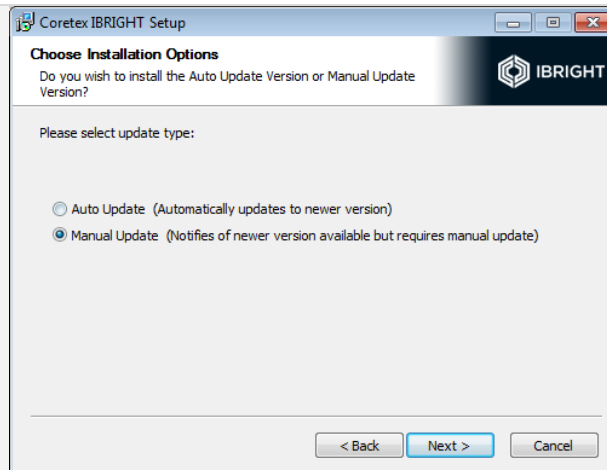 Coretex IBRIGHT Setup
Choose Installation Options
Do you wish to install the Auto Update Version or Manual Update
Version?
IBRIGHT
Please select update type:
Auto Update (Automatically updates to newer version)
Manual Update (Notifies of newer version available but requires manual update)
< Back
Next >
Cancel